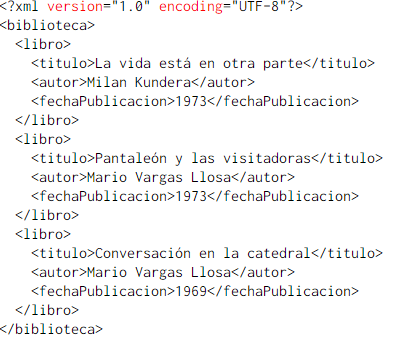 <?xml version="1.0" encoding="UTF-8"?>
<biblioteca>
  <libro>
    <titulo>La vida está en otra parte</titulo>
    <autor>Milan Kundera</autor>
    <fechaPublicacion>1973</fechaPublicacion>
  </libro>
  <libro>
    <titulo>Pantaleón y las visitadoras</titulo>
    <autor>Mario Vargas Llosa</autor>
    <fechaPublicacion>1973</fechaPublicacion>
  </libro>
  <libro>
    <titulo>Conversación en la catedral</titulo>
    <autor>Mario Vargas Llosa</autor>
    <fechaPublicacion>1969</fechaPublicacion>
  </libro>
</biblioteca>